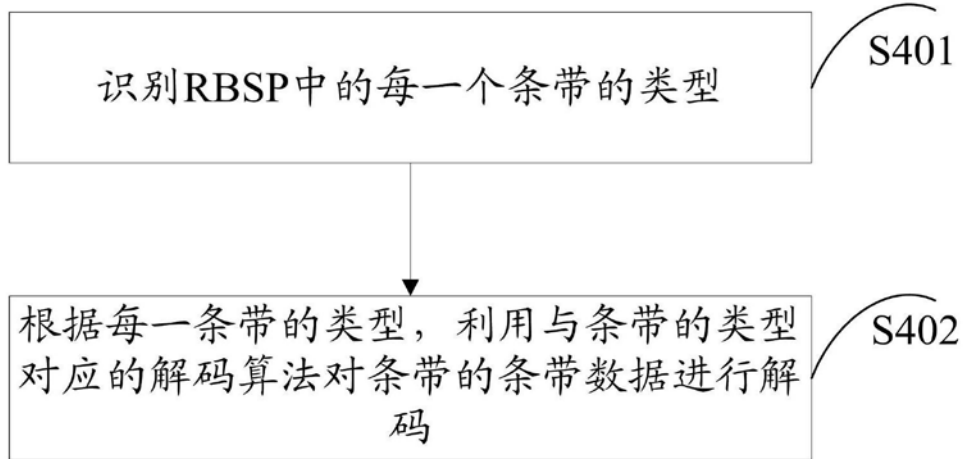 识别RBSP中的每一个条带的类型
S401
根据每一条带的类型，利用与条带的类型
对应的解码算法对条带的条带数据进行解
码
S402